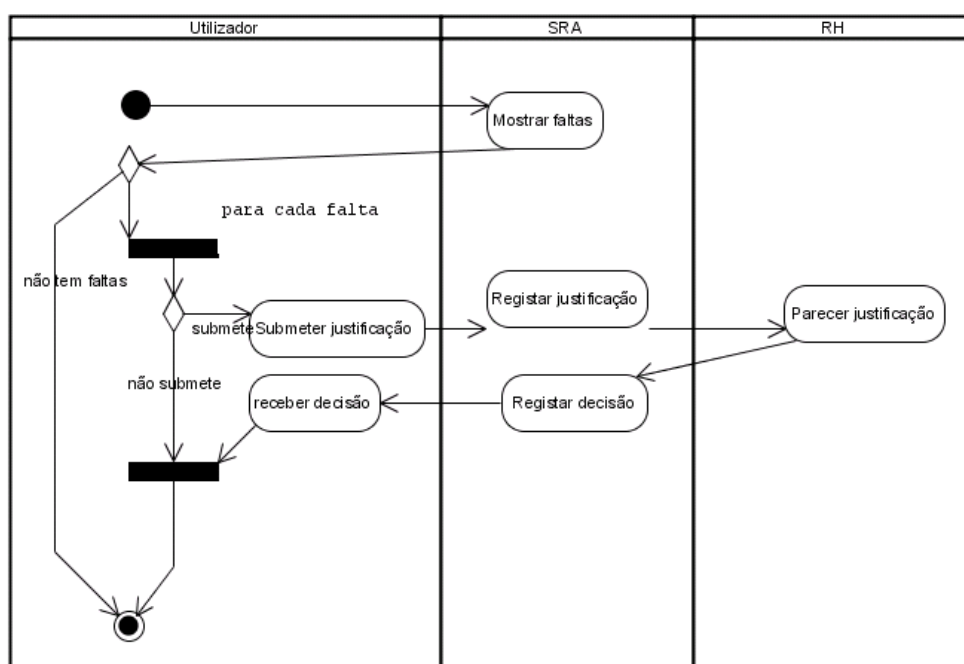 Utilizador
SRA
RH
Mostrar faltas
para cada falta
não tem faltas
Registar justificação
Parecer justificação
submete
Submeter justificação
não submete
receber decisão
Registar decisão